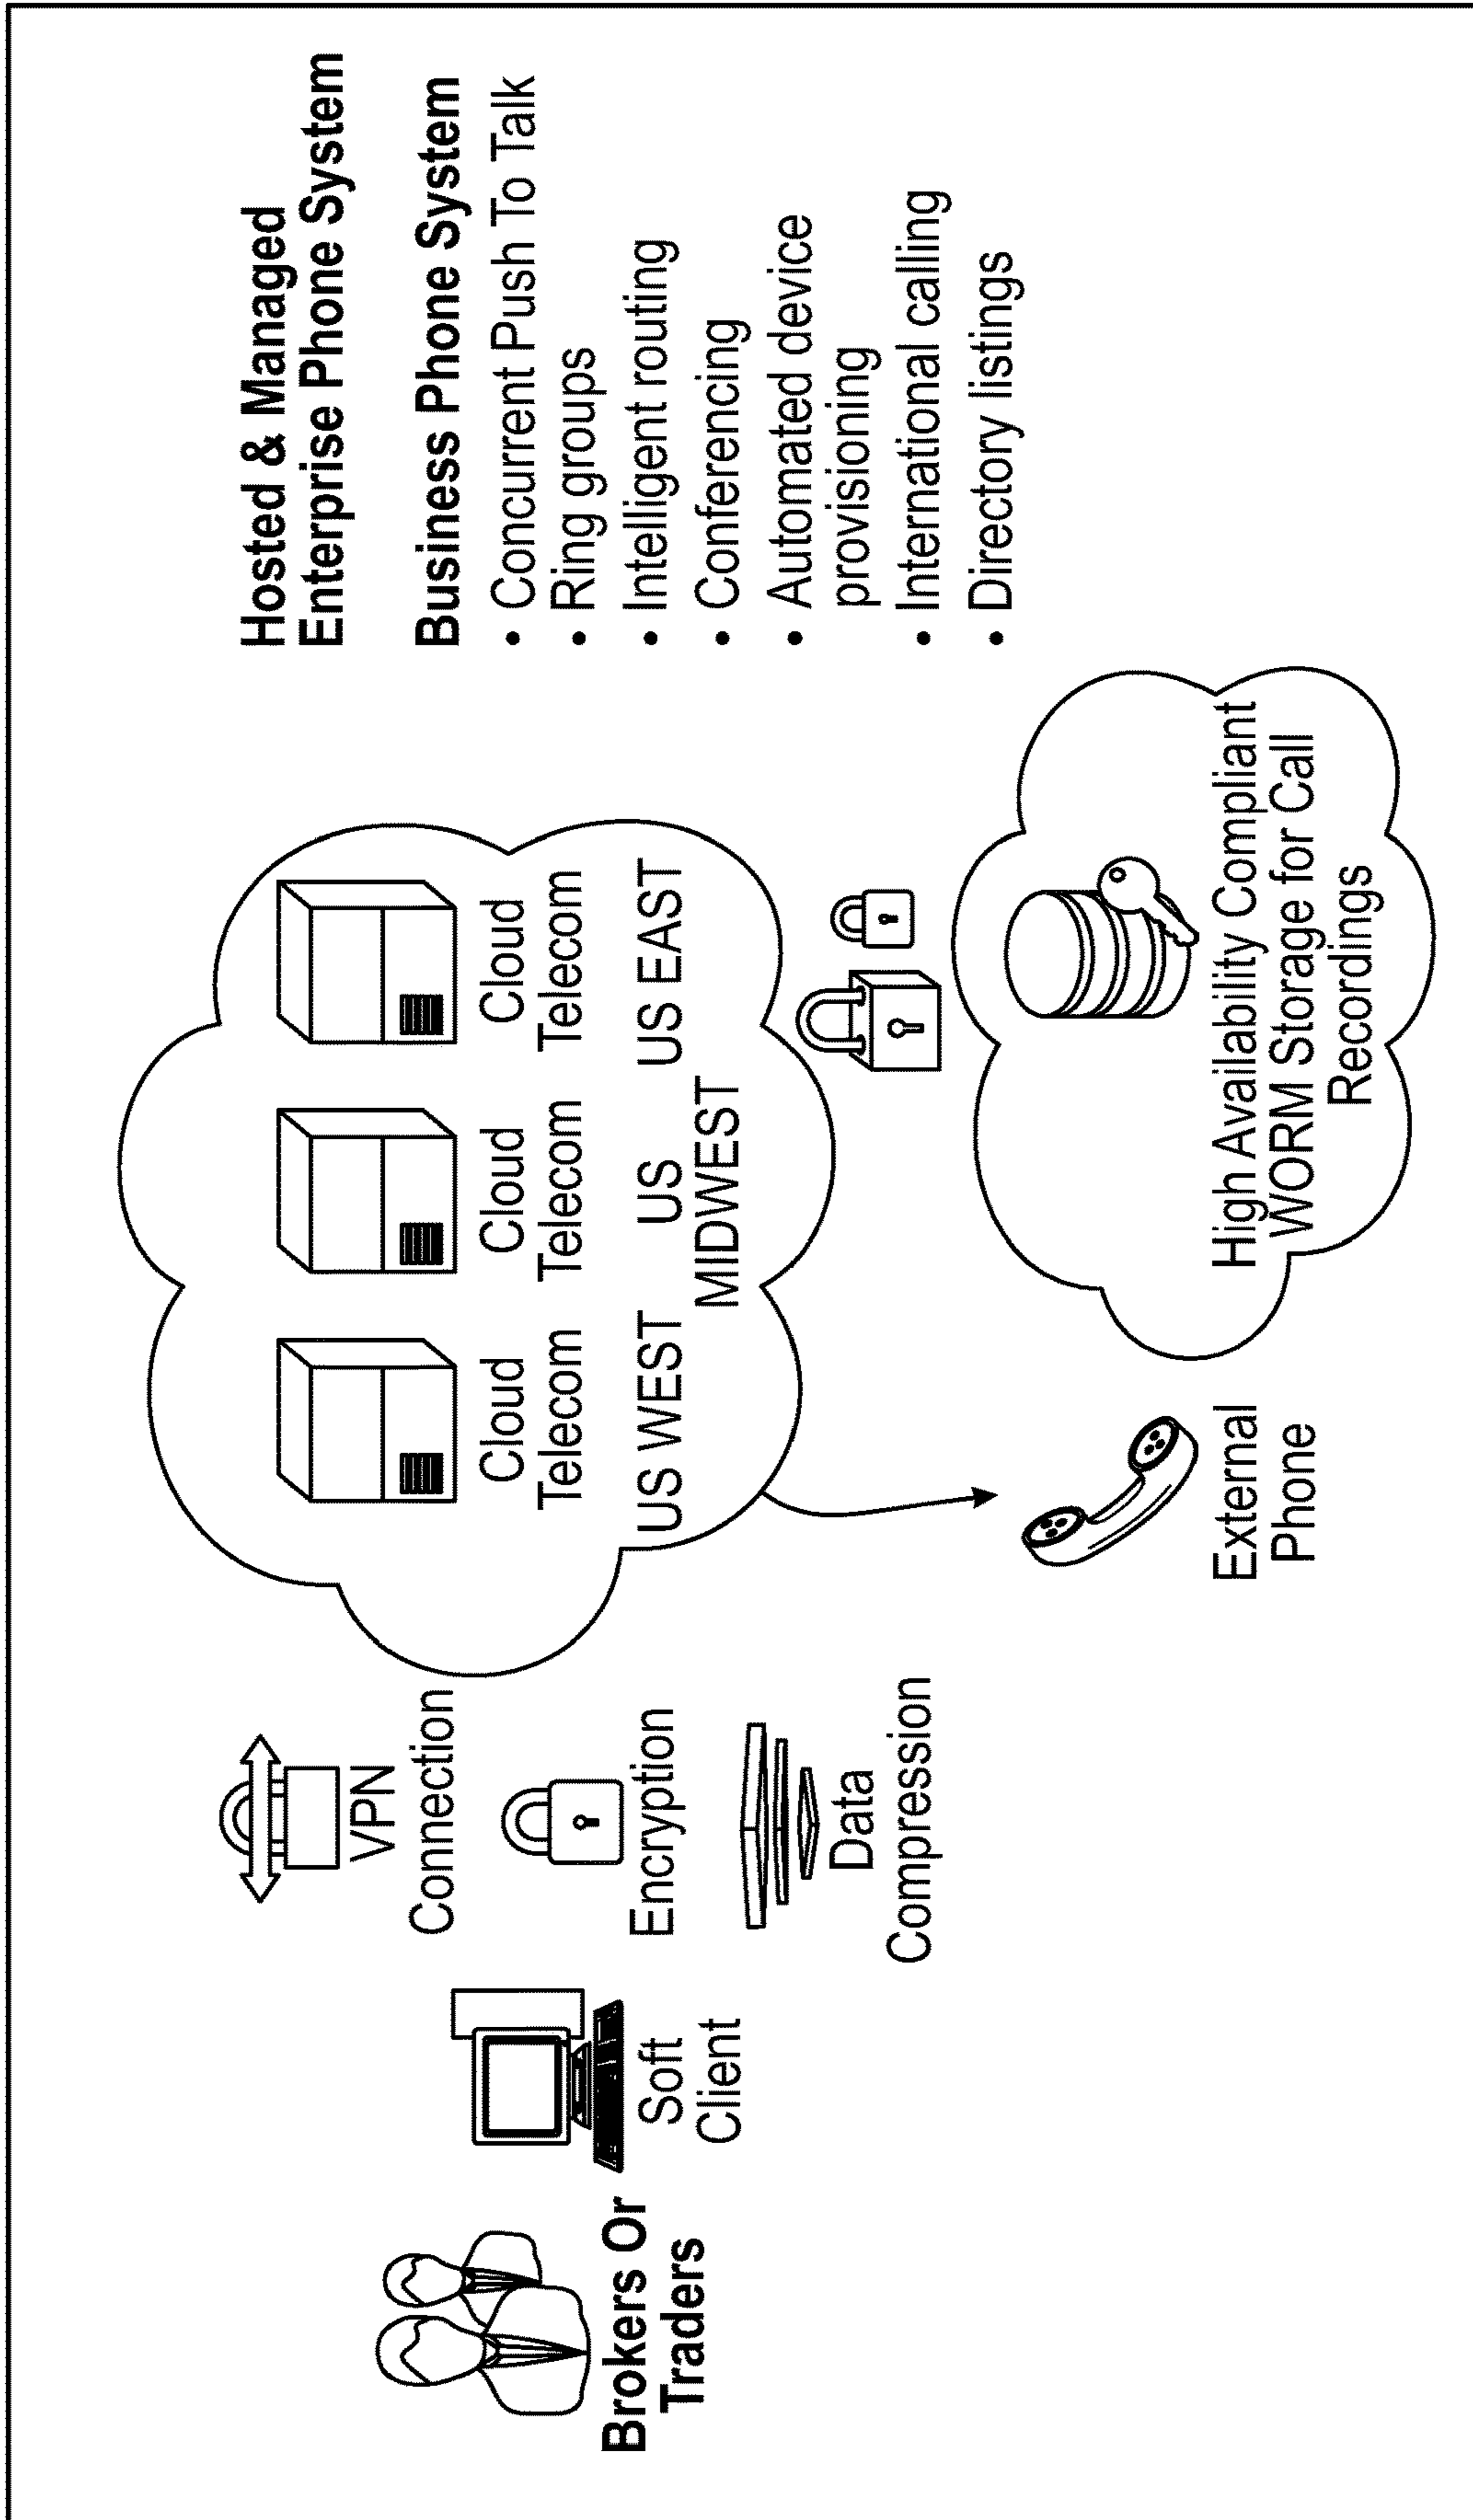 Brokers Or
Traders
Soft
Client
VPN
Connection
Encryption
Data
Compression
Cloud
Telecom
US WEST
Cloud
Telecom
US
MIDWEST
Cloud
Telecom
US EAST
External
Phone
High Availability Compliant
WORM Storage for Call
Recordings
Hosted & Managed
Enterprise Phone System
Business Phone System
• Concurrent Push To Talk
• Ring groups
• Intelligent routing
• Conferencing
• Automated device
provisioning
• International calling
• Directory listings